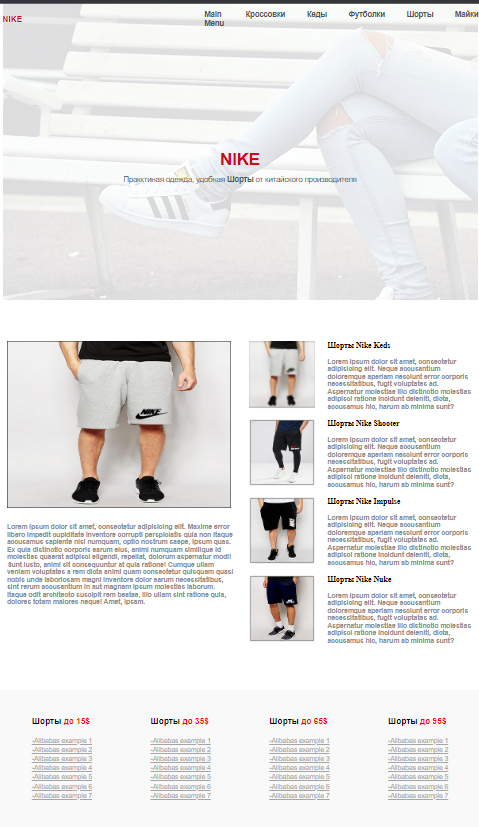 NIKE
Main Menu
Кроссовки
Кеды
Футболки
Шорты
Майки
NIKE
Пракктиная одежда, удобная Шорты от китайского производителя
Шорты Nike Keds
Lorem ipsum dolor sit amet, consectetur
adipisicing elit. Neque accusantium
doloremque aperiam nesciunt error corporis
necessitatibus, fugit voluptates ad.
Aspernatur molestiae illo distinctio molestias
adipisci ratione incidunt deleniti, dicta,
accusamus hic, harum ab minima sunt?
Шорты Nike Shooter
Lorem ipsum dolor sit amet, consectetur
adipisicing elit. Neque accusantium
doloremque aperiam nesciunt error corporis
necessitatibus, fugit voluptates ad.
Aspernatur molestiae illo distinctio molestias
adipisci ratione incidunt deleniti, dicta,
accusamus hic, harum ab minima sunt?
Шорты Nike Impulse
Lorem ipsum dolor sit amet, consectetur
adipisicing elit. Neque accusantium
doloremque aperiam nesciunt error corporis
necessitatibus, fugit voluptates ad.
Aspernatur molestiae illo distinctio molestias
adipisci ratione incidunt deleniti, dicta,
accusamus hic, harum ab minima sunt?
Шорты Nike Nuke
Lorem ipsum dolor sit amet, consectetur
adipisicing elit. Neque accusantium
doloremque aperiam nesciunt error corporis
necessitatibus, fugit voluptates ad.
Aspernatur molestiae illo distinctio molestias
adipisci ratione incidunt deleniti, dicta,
accusamus hic, harum ab minima sunt?
NIKE
Lorem ipsum dolor sit amet, consectetur adipisicing elit. Maxime error
libero impedit cupiditate inventore corrupti perspiciatis quia non itaque
accusamus sapiente nisi numquam, optio nostrum saepe, ipsum quas.
Ex quia distinctio corporis earum eius, animi numquam similique id
molestias quaerat adipisci eligendi, repellat, dolorum aspernatur modi!
Sunt iusto, animi sit consequuntur at quia ratione! Cumque ullam
veniam voluptates a rem dicta animi quam consectetur quisquam quasi
nobis unde laboriosam magni inventore dolor earum necessitatibus,
sint rerum accusantium in aut maiores ad minima laborum.
Itaque odit architecto suscipit rem beatae, illo ullam sint ratione quia,
dolores totam maiores neque! Amet, ipsam.
Шорты до 15$
-Alibabas example 1
-Alibabas example 2
-Alibabas example 3
-Alibabas example 4
-Alibabas example 5
-Alibabas example 6
-Alibabas example 7
Шорты до 35$
-Alibabas example 1
-Alibabas example 2
-Alibabas example 3
-Alibabas example 4
-Alibabas example 5
-Alibabas example 6
-Alibabas example 7
Шорты до 65$
-Alibabas example 1
-Alibabas example 2
-Alibabas example 3
-Alibabas example 4
-Alibabas example 5
-Alibabas example 6
-Alibabas example 7
Шорты до 95$
-Alibabas example 1
-Alibabas example 2
-Alibabas example 3
-Alibabas example 4
-Alibabas example 5
-Alibabas example 6
-Alibabas example 7